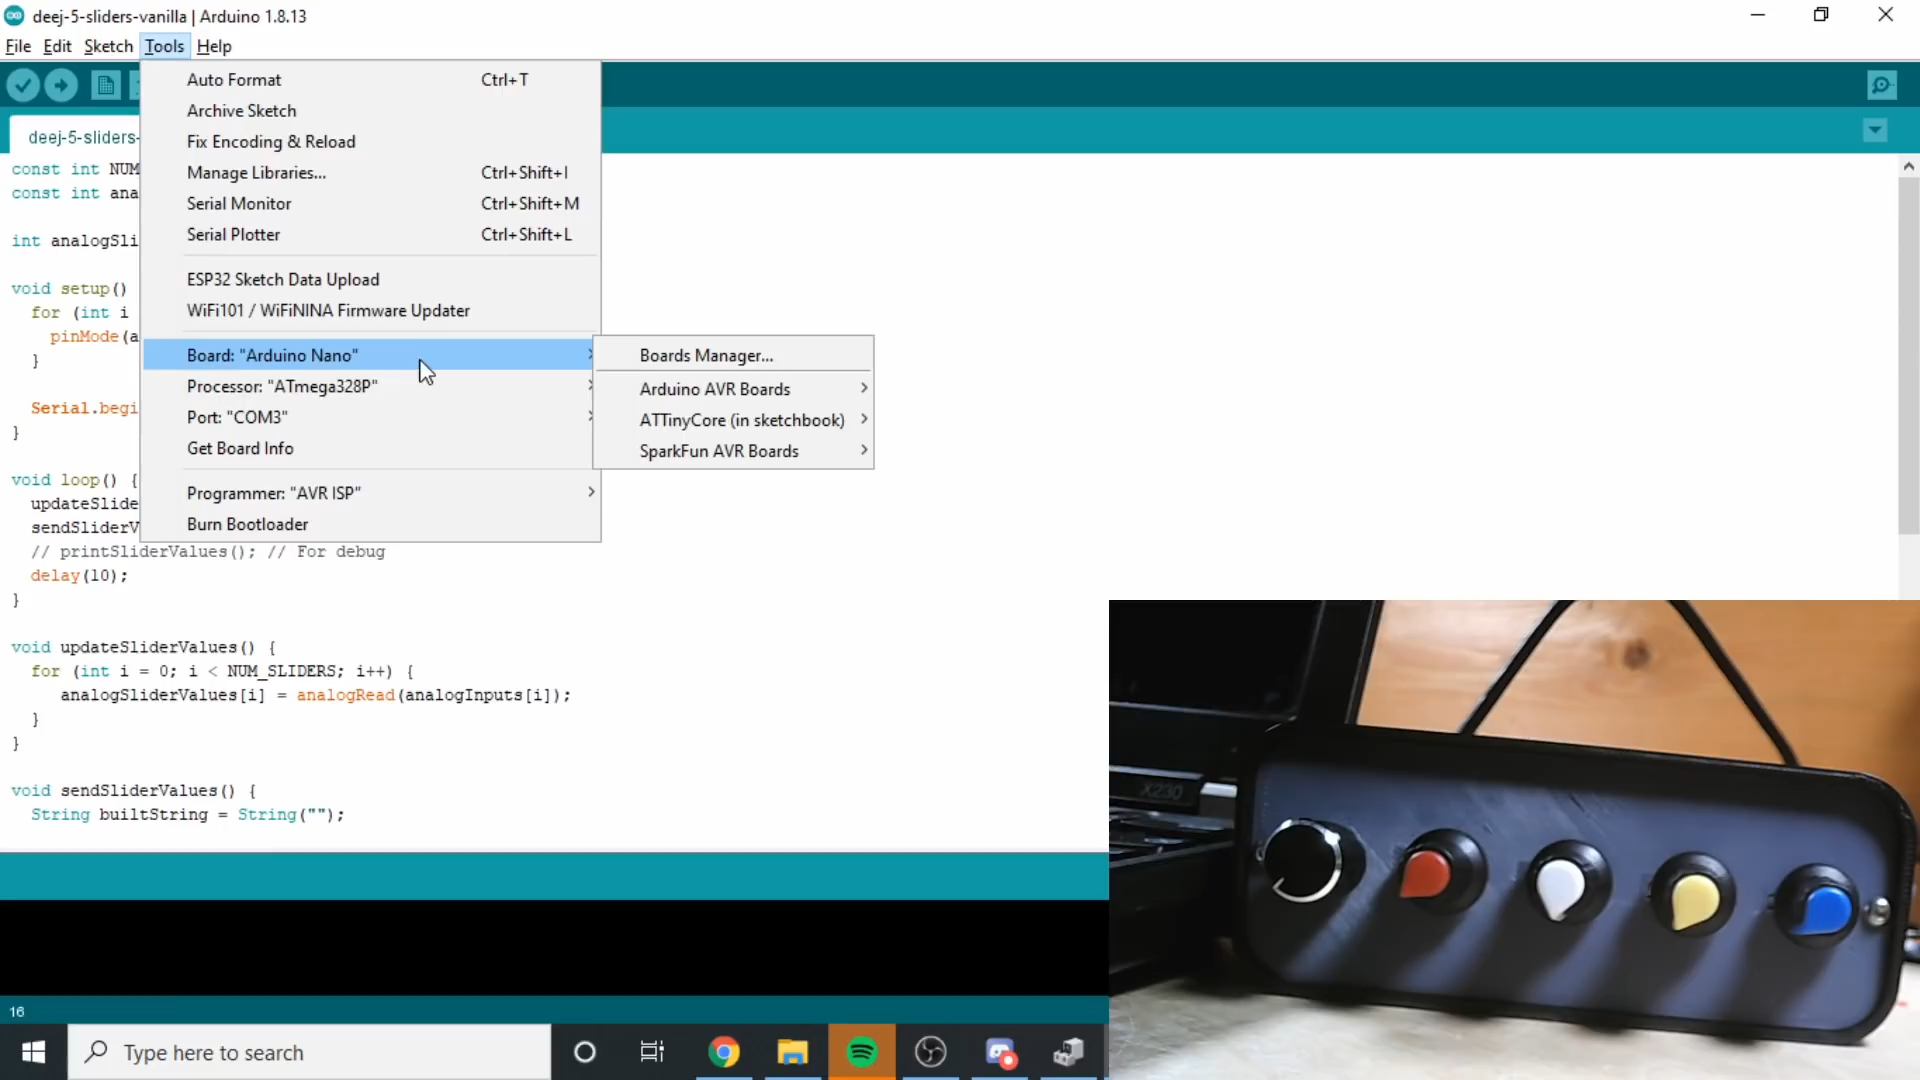 deej-5-sliders-vanilla | Arduino 1.8.13
File Edit Sketch Tools Help
Auto Format Ctrl+T
Archive Sketch
Fix Encoding & Reload
Manage Libraries... Ctrl+Shift+I
Serial Monitor Ctrl+Shift+M
Serial Plotter Ctrl+Shift+L
ESP32 Sketch Data Upload
WiFi101 / WiFiNINA Firmware Updater
Board: "Arduino Nano"
Processor: "ATmega328P"
Port: "COM3"
Get Board Info
Programmer: "AVR ISP"
Burn Bootloader
Boards Manager...
Arduino AVR Boards
ATTinyCore (in sketchbook)
SparkFun AVR Boards
deej-5-sliders-
const int NUM
const int ana
int analogSli
void setup()
for (int i
pinMode(a
}
Serial.begi
}
void loop() {
updateSlide
sendSliderV
// printSliderValues(); // For debug
delay(10);
}
void updateSliderValues() {
for (int i = 0; i < NUM_SLIDERS; i++) {
analogSliderValues[i] = analogRead(analogInputs[i]);
}
}
void sendSliderValues() {
String builtString = String("");
16
Type here to search
X230